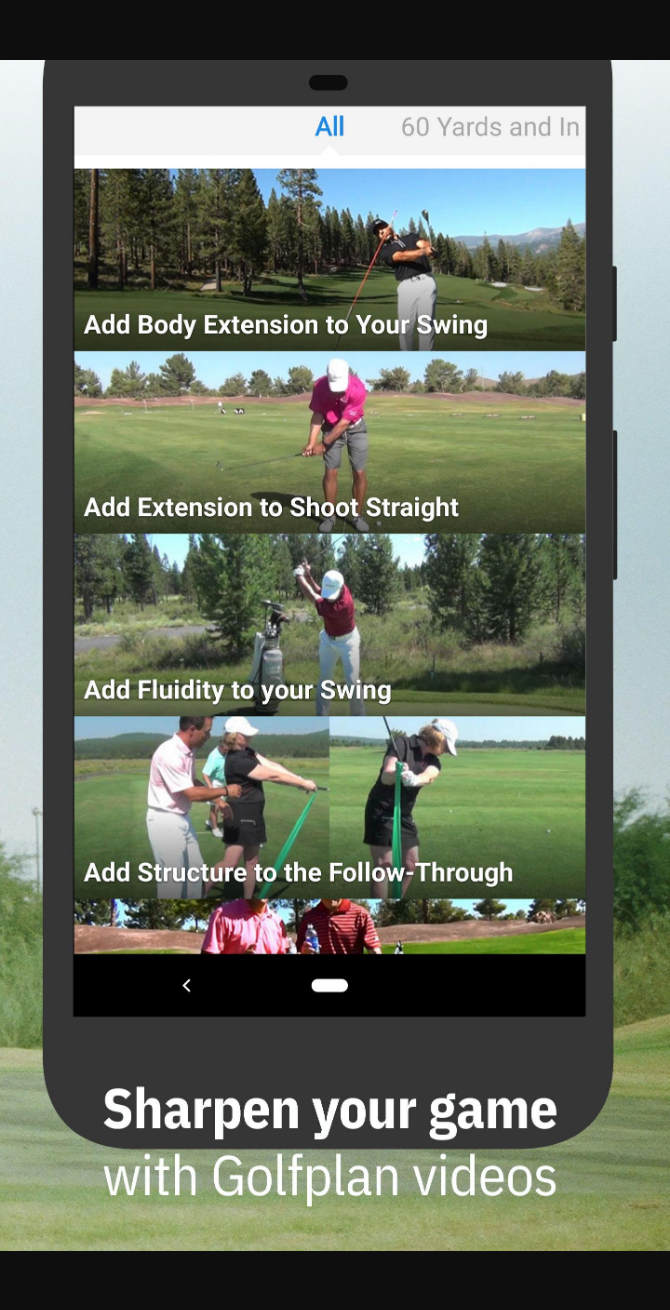 All
60 Yards and In
Add Body Extension to Your Swing
Add Extension to Shoot Straight
Add Fluidity to your Swing
Add Structure to the Follow-Through
Sharpen your game
with Golfplan videos